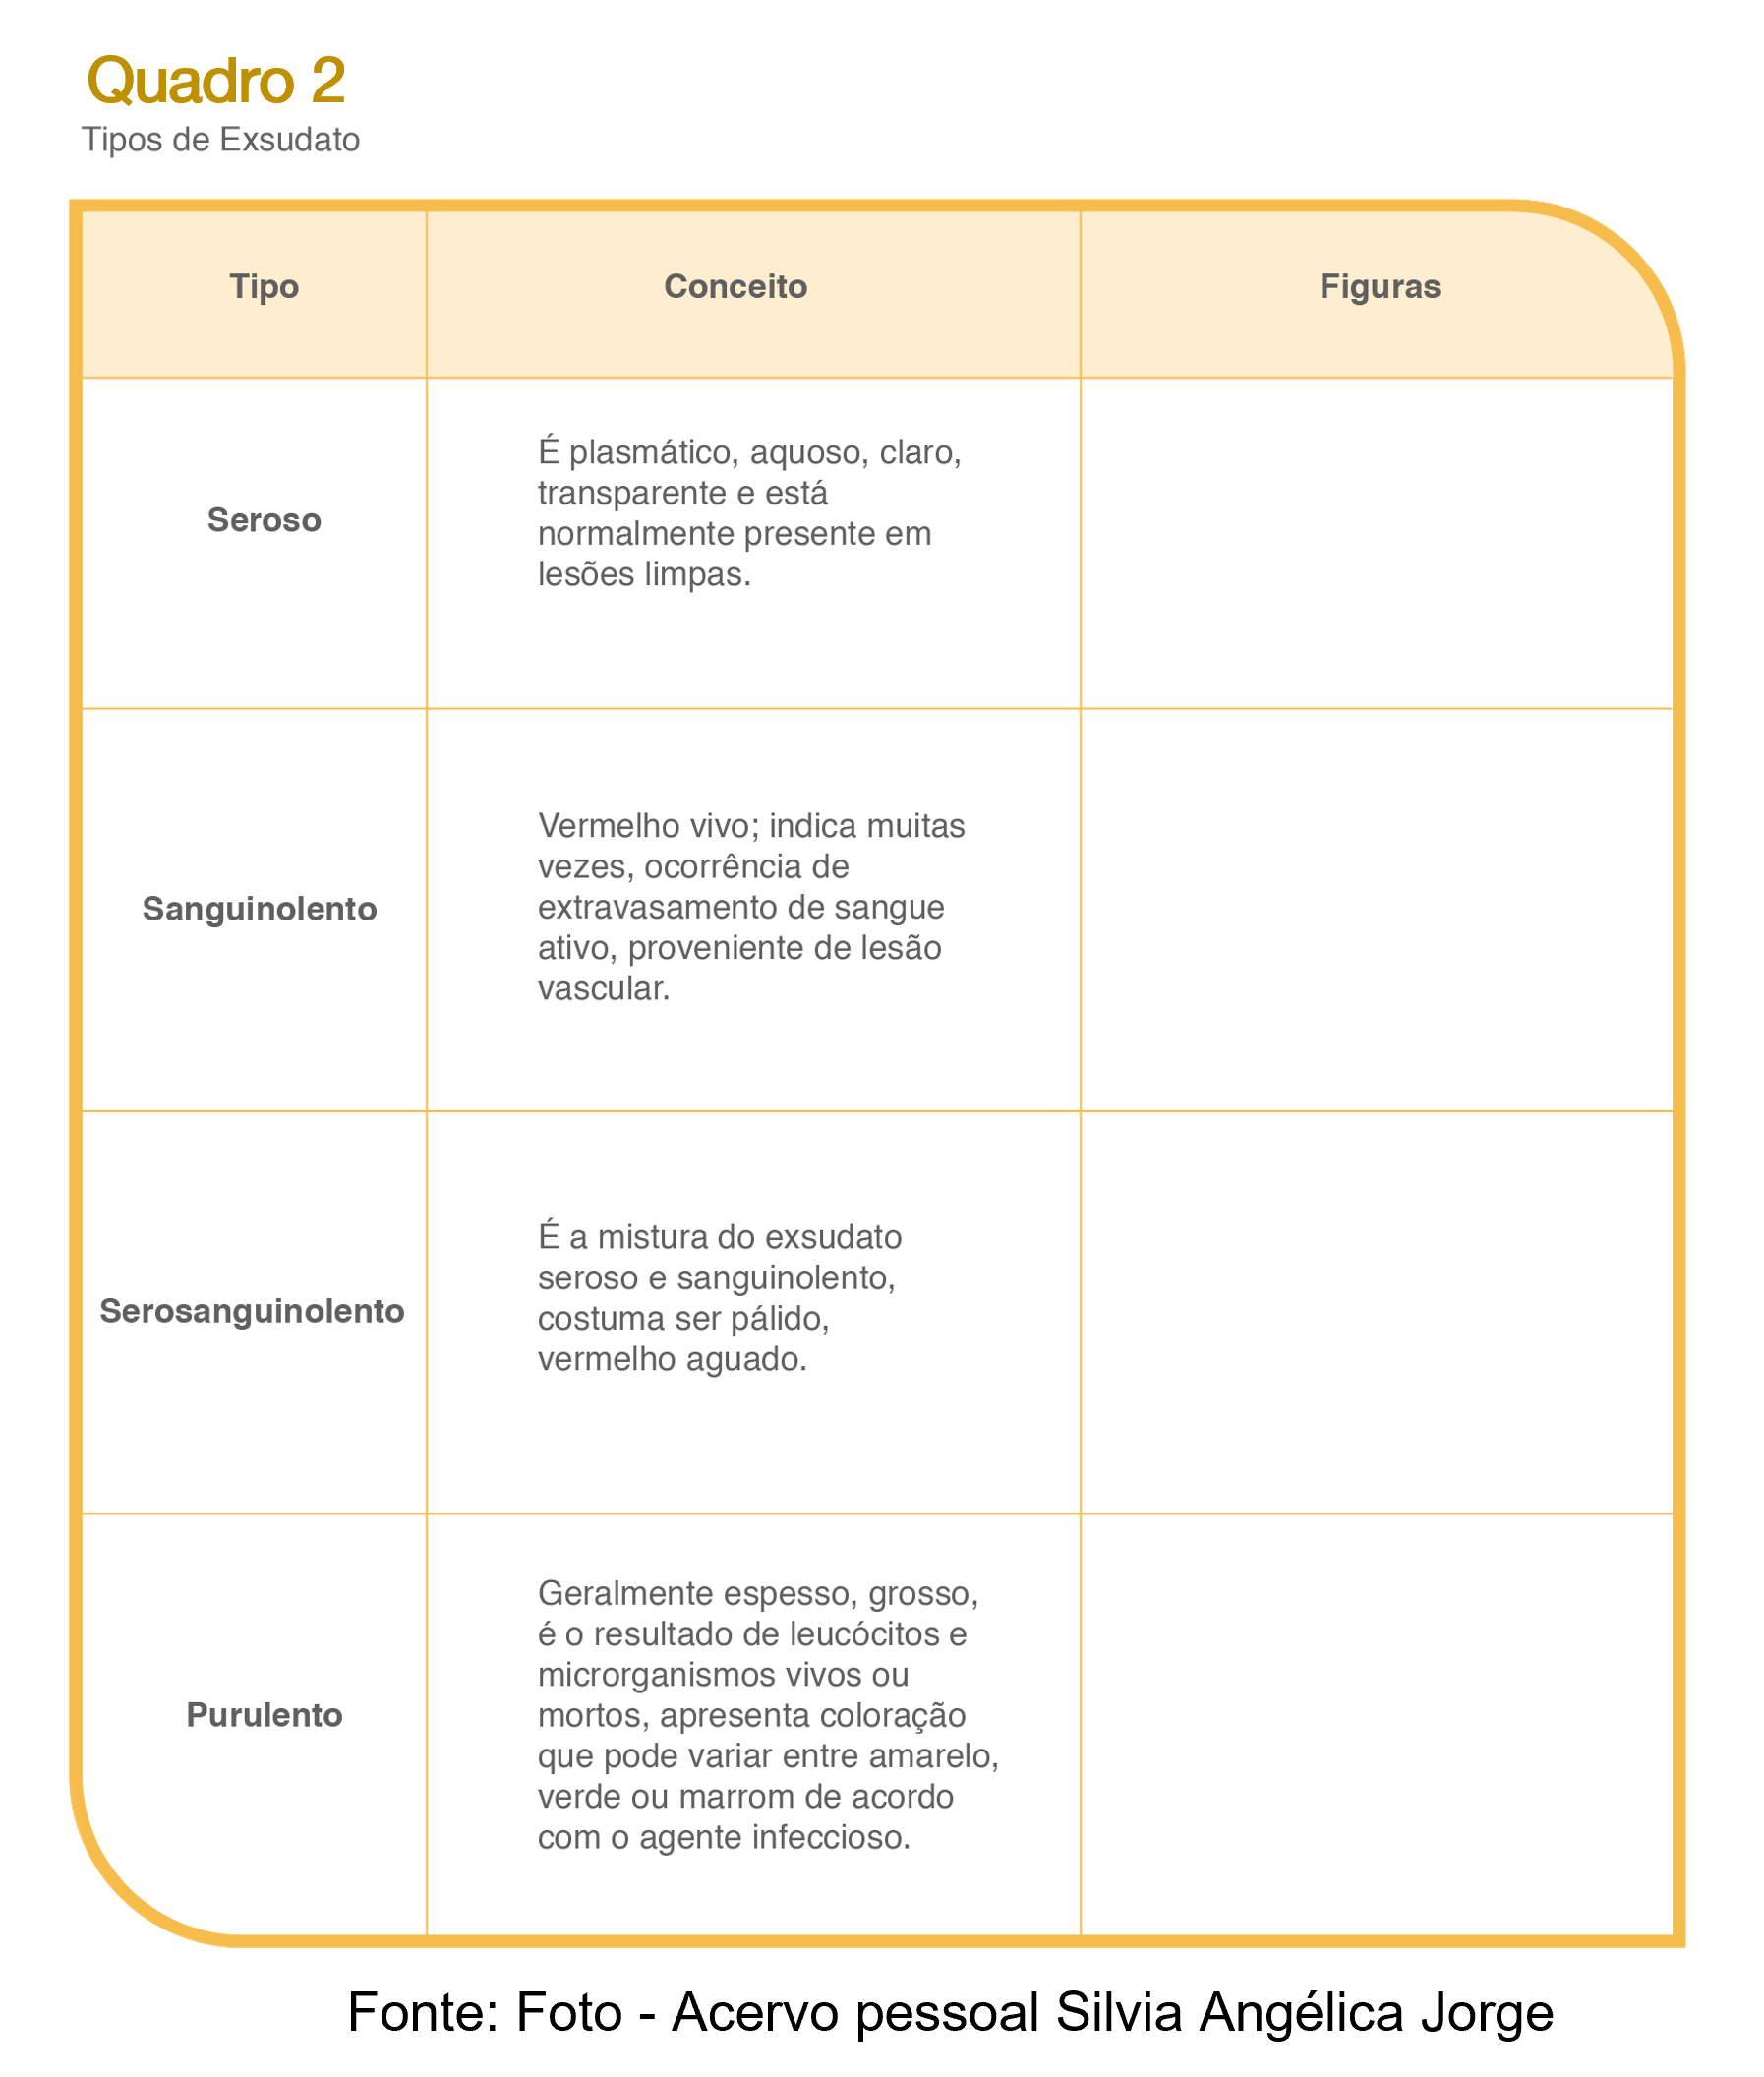 Quadro 2
Tipos de Exsudato
Tipo
Conceito
Figuras
Seroso
É plasmático, aquoso, claro,
transparente e está
normalmente presente em
lesões limpas.
Sanguinolento
Vermelho vivo; indica muitas
vezes, ocorrência de
extravasamento de sangue
ativo, proveniente de lesão
vascular.
Serosanguinolento
É a mistura do exsudato
seroso e sanguinolento,
costuma ser pálido,
vermelho aguado.
Purulento
Geralmente espesso, grosso,
é o resultado de leucócitos e
microrganismos vivos ou
mortos, apresenta coloração
que pode variar entre amarelo,
verde ou marrom de acordo
com o agente infeccioso.
Fonte: Foto - Acervo pessoal Silvia Angélica Jorge